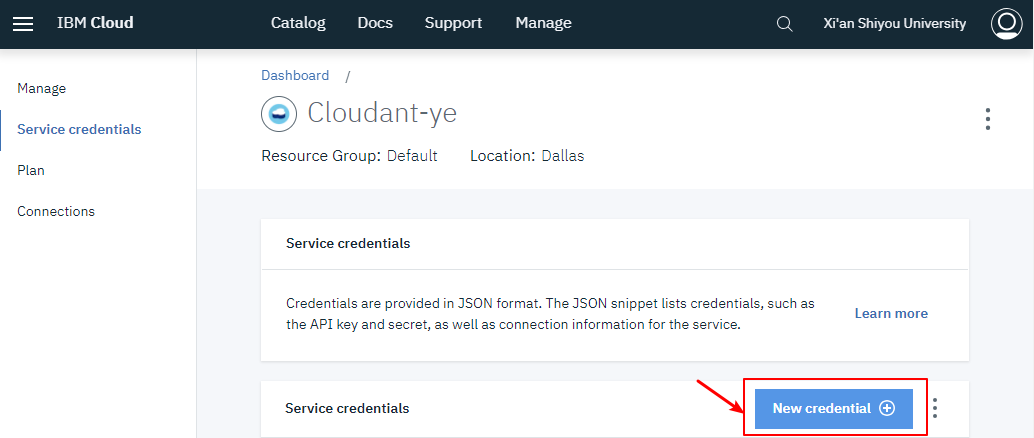 IBM Cloud Catalog Docs Support Manage Xi'an Shiyou University
Manage
Service credentials
Plan
Connections
Dashboard /
Cloudant-ye
Resource Group: Default Location: Dallas
Service credentials
Credentials are provided in JSON format. The JSON snippet lists credentials, such as
the API key and secret, as well as connection information for the service.
Learn more
Service credentials
New credential